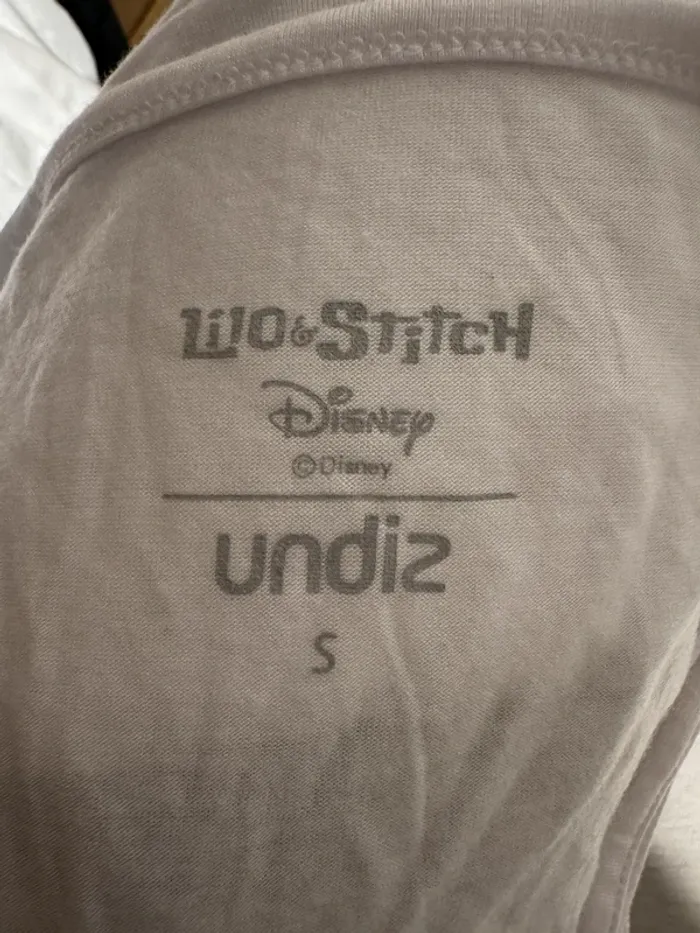 Lilo & Stitch
Disney
©Disney
undiz
S